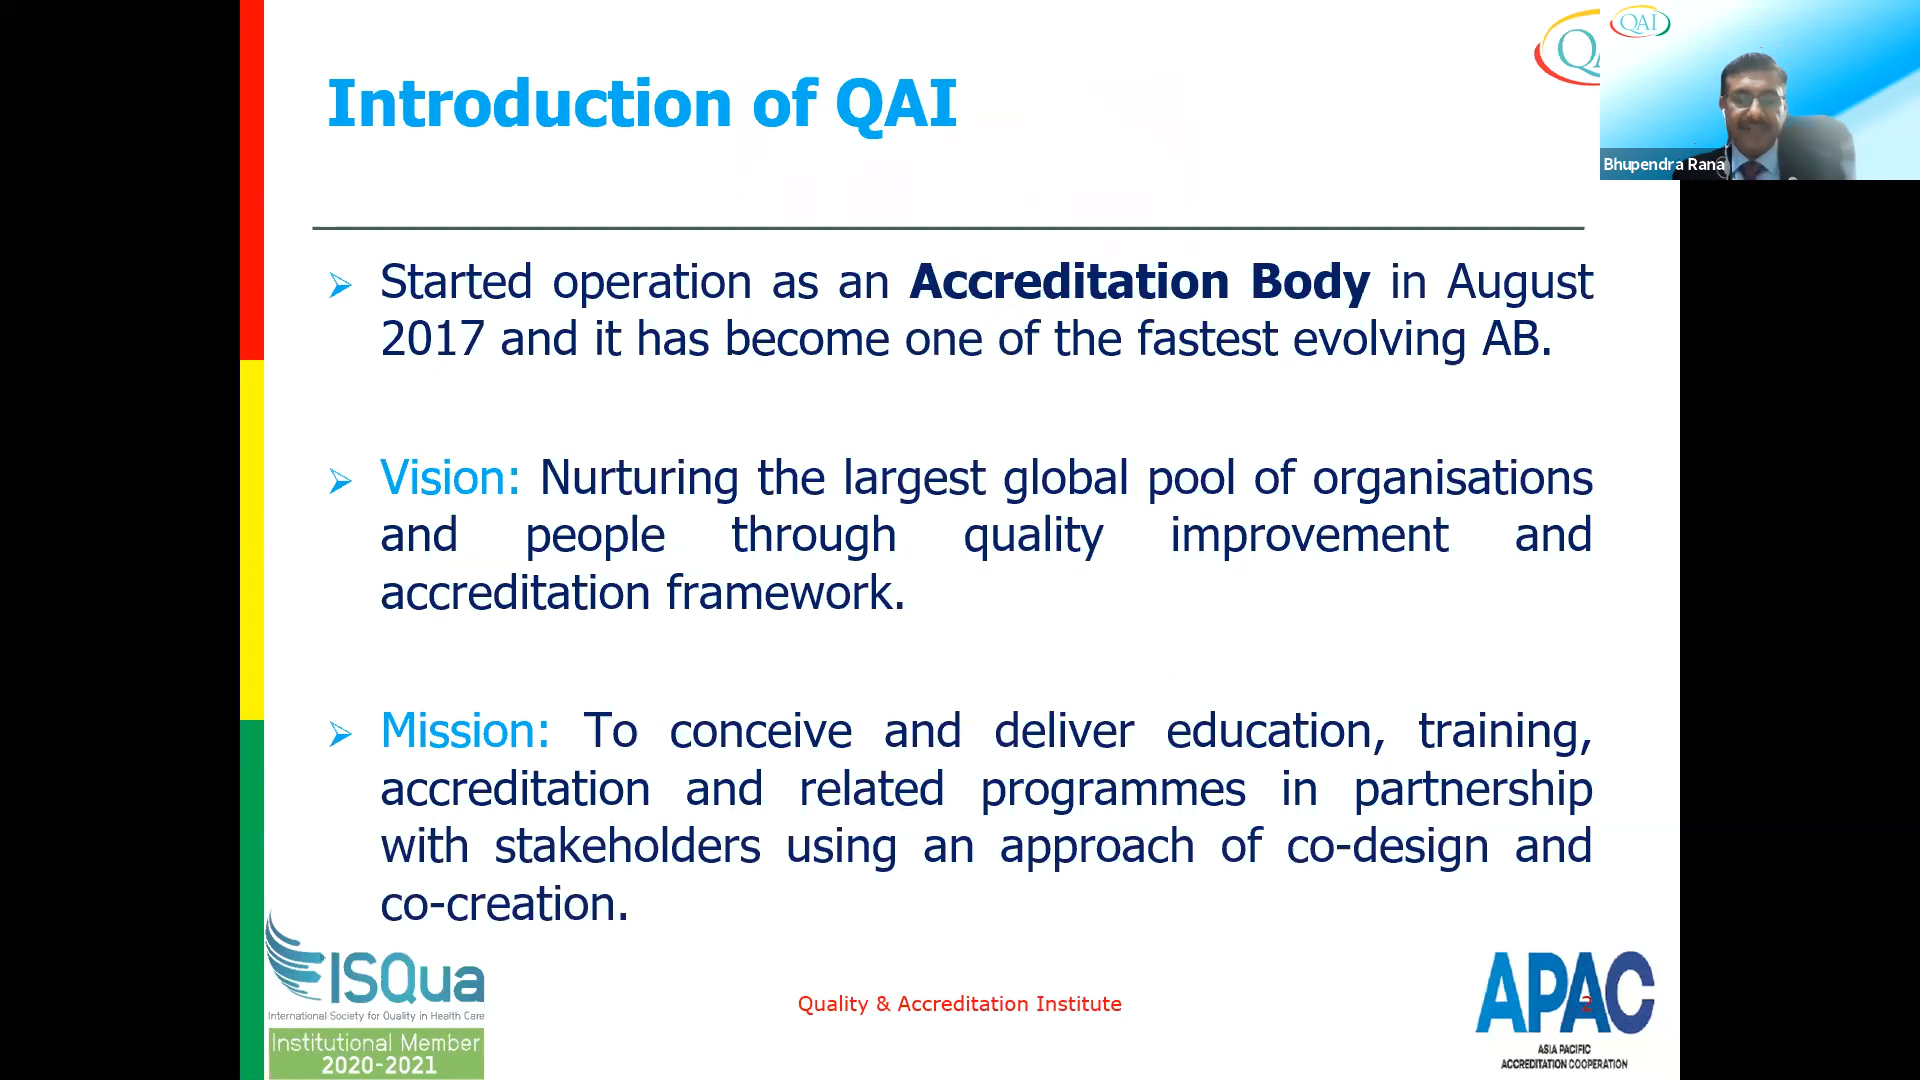 Introduction of QAI
QAI
Bhupendra Rana
Started operation as an Accreditation Body in August
2017 and it has become one of the fastest evolving AB.
Vision: Nurturing the largest global pool of organisations
and people through quality improvement and
accreditation framework.
Mission: To conceive and deliver education, training,
accreditation and related programmes in partnership
with stakeholders using an approach of co-design and
co-creation.
ISQua
International Society for Quality in Health Care
Institutional Member
2020-2021
Quality & Accreditation Institute
APAC
2
ASIA PACIFIC
ACCREDITATION COOPERATION